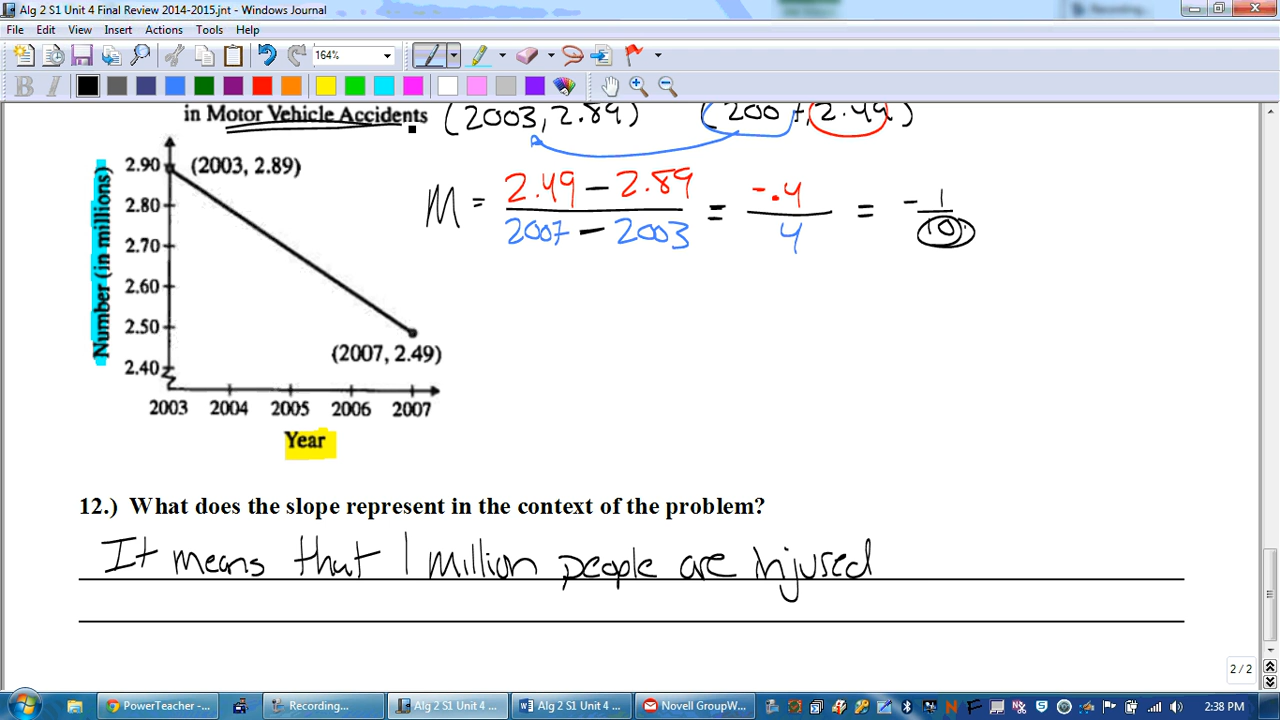 Alg 2 S1 Unit 4 Final Review 2014-2015.jnt - Windows Journal
Recording...
File Edit View Insert Actions Tools Help
164%
B I
in Motor Vehicle Accidents (2003, 2.89) (2007, 2.49)
2.90 (2003, 2.89)
2.80
2.70
2.60
2.50
2.40
Number (in millions)
(2007, 2.49)
2003 2004 2005 2006 2007
Year
M = 2.49 - 2.89 = -.4 = - 1
2007 - 2003 4 10
12.) What does the slope represent in the context of the problem?
It means that 1 million people are injused
2 / 2
PowerTeacher -... Recording... Alg 2 S1 Unit 4 ... Alg 2 S1 Unit 4 ... Novell GroupW... 2:38 PM